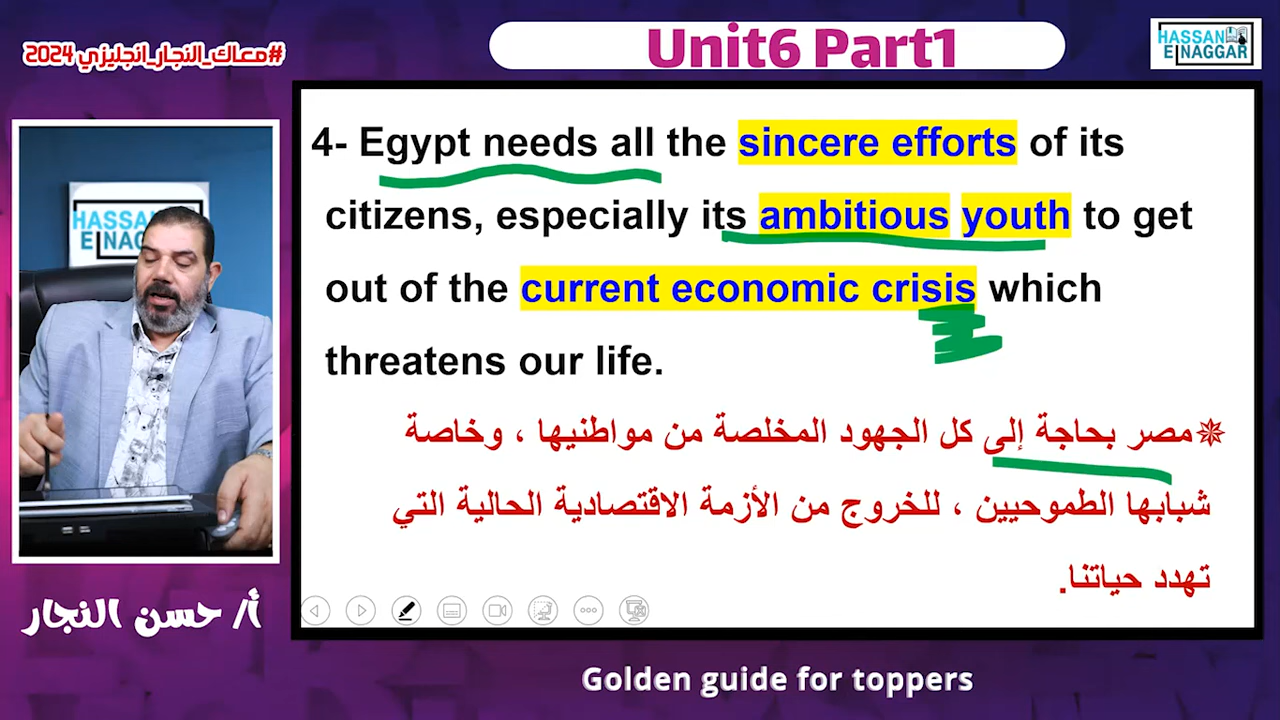 #معاك_النجار_انجليزي 2024
Unit6 Part1
HASSAN
ElNAGGAR
HASSAN
4- Egypt needs all the sincere efforts of its
citizens, especially its ambitious youth to get
out of the current economic crisis which
threatens our life.
مصر بحاجة إلى كل الجهود المخلصة من مواطنيها ، وخاصة
شبابها الطموحيين ، للخروج من الأزمة الاقتصادية الحالية التي
تهدد حياتنا.
أ/ حسن النجار
Golden guide for toppers